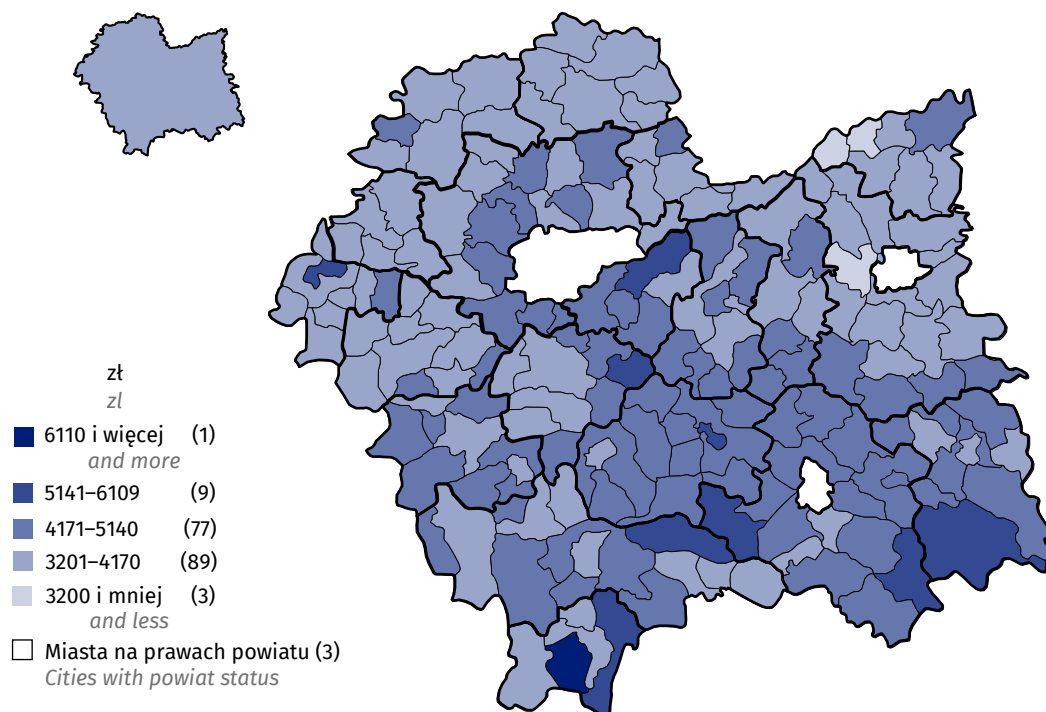 zł
zl
6110 i więcej (1)
and more
5141–6109 (9)
4171–5140 (77)
3201–4170 (89)
3200 i mniej (3)
and less
Miasta na prawach powiatu (3)
Cities with powiat status